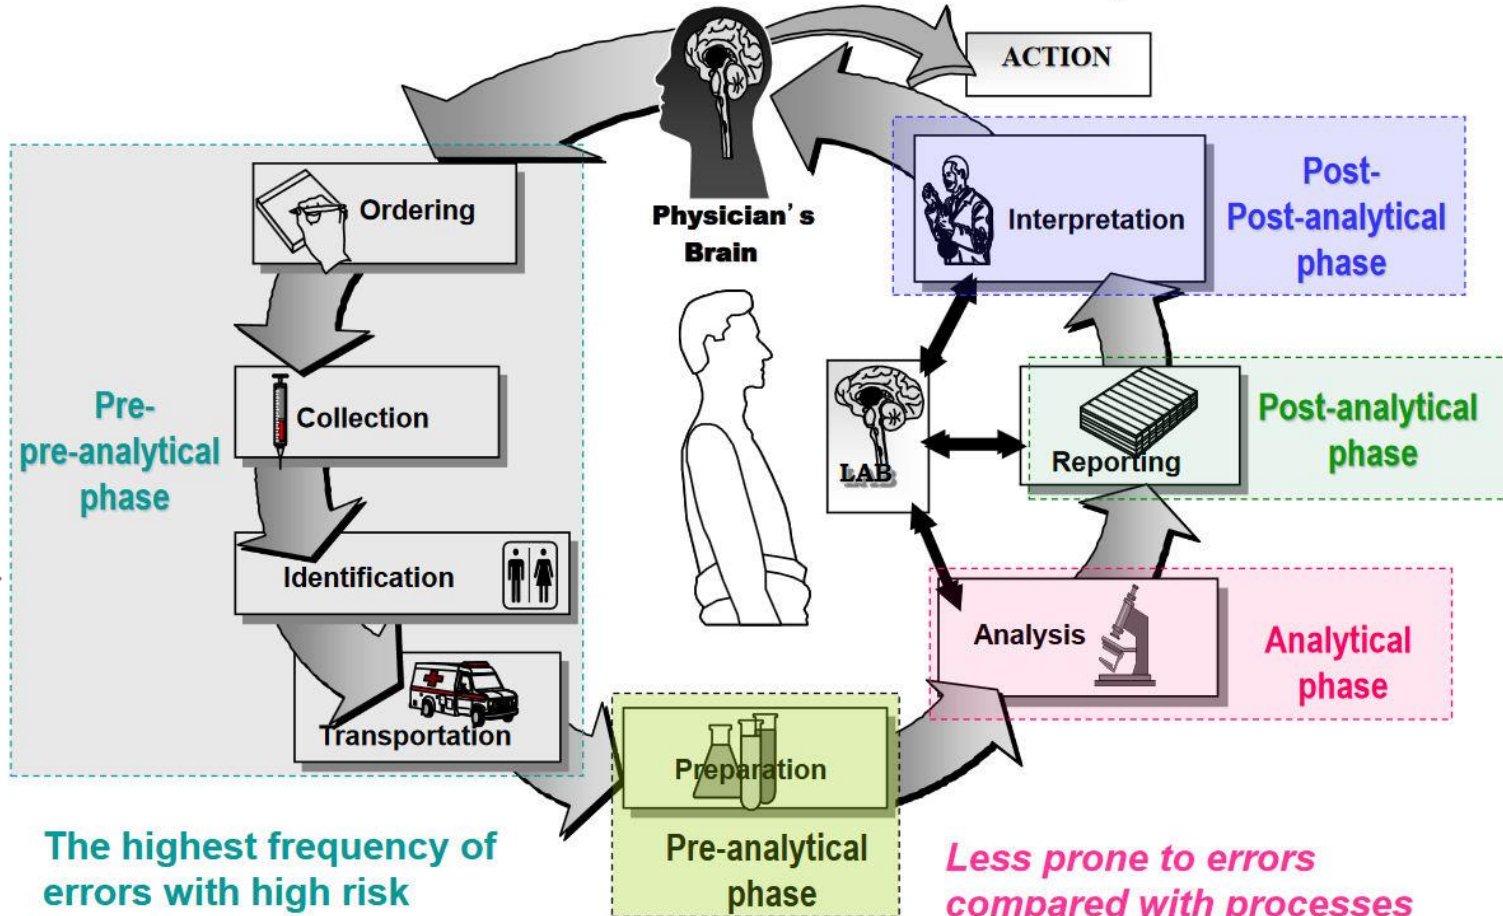 ACTION
Ordering
Physician's
Brain
Interpretation
Post-
Post-analytical
phase
Pre-
pre-analytical
phase
Collection
LAB
Reporting
Post-analytical
phase
Identification
Analysis
Analytical
phase
Transportation
Preparation
Pre-analytical
phase
The highest frequency of
errors with high risk
Less prone to errors
compared with processes